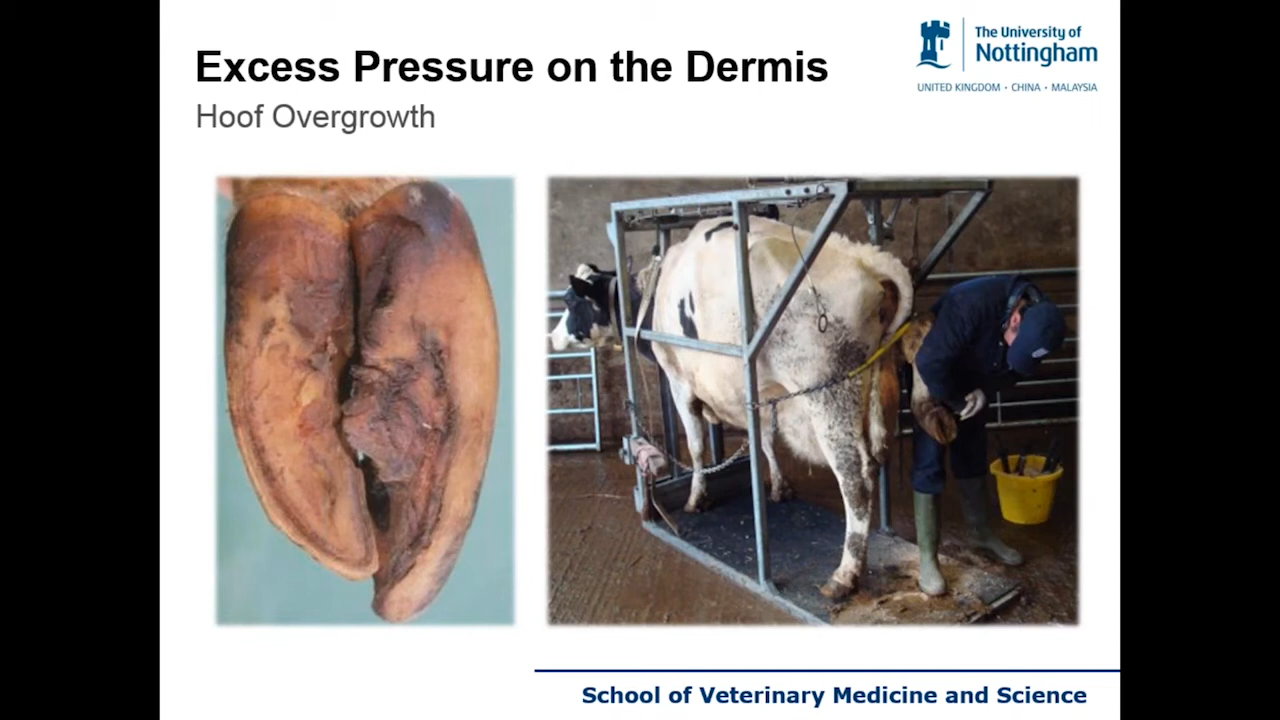 Excess Pressure on the Dermis
Hoof Overgrowth
The University of
Nottingham
UNITED KINGDOM · CHINA · MALAYSIA
School of Veterinary Medicine and Science